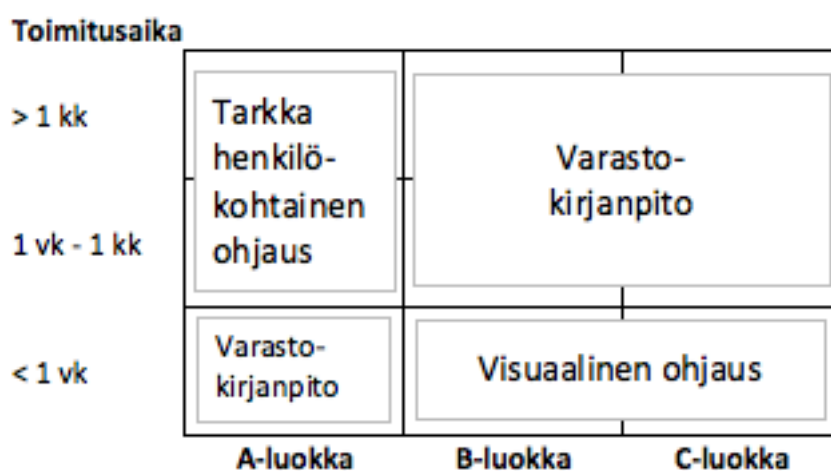 Toimitusaika
> 1 kk
Tarkka
henkilö-
kohtainen
ohjaus
Varasto-
kirjanpito
1 vk - 1 kk
< 1 vk
Varasto-
kirjanpito
Visuaalinen ohjaus
A-luokka B-luokka C-luokka